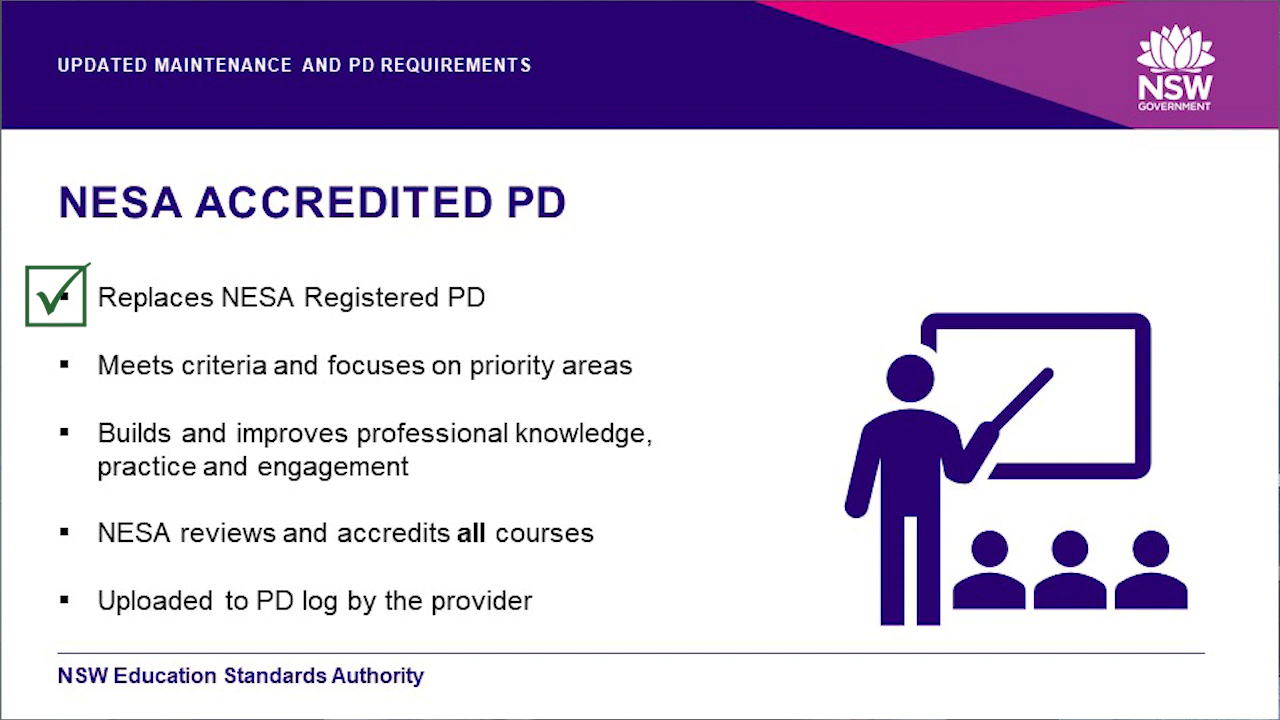 UPDATED MAINTENANCE AND PD REQUIREMENTS
NSW
GOVERNMENT
NESA ACCREDITED PD
Replaces NESA Registered PD
Meets criteria and focuses on priority areas
Builds and improves professional knowledge,
practice and engagement
NESA reviews and accredits all courses
Uploaded to PD log by the provider
NSW Education Standards Authority